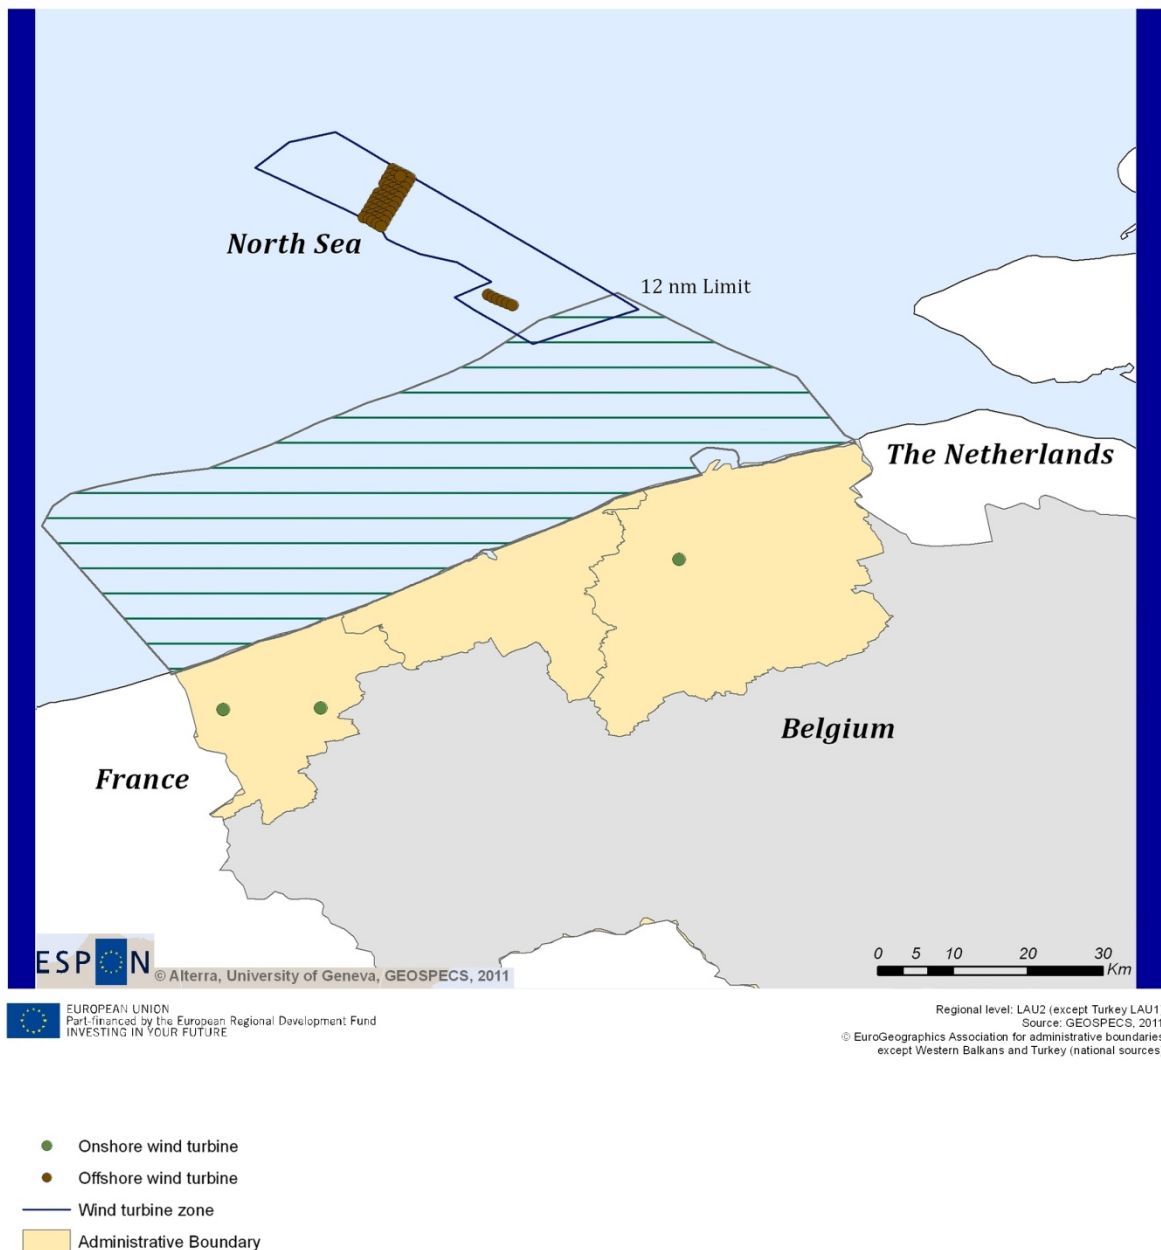 North Sea
12 nm Limit
The Netherlands
Belgium
France
ESPON
© Alterra, University of Geneva, GEOSPECS, 2011
0 5 10 20 30
Km
EUROPEAN UNION
Part-financed by the European Regional Development Fund
INVESTING IN YOUR FUTURE
Regional level: LAU2 (except Turkey LAU1
Source: GEOSPECS, 2011
© EuroGeographics Association for administrative boundaries
except Western Balkans and Turkey (national sources
Onshore wind turbine
Offshore wind turbine
Wind turbine zone
Administrative Boundary